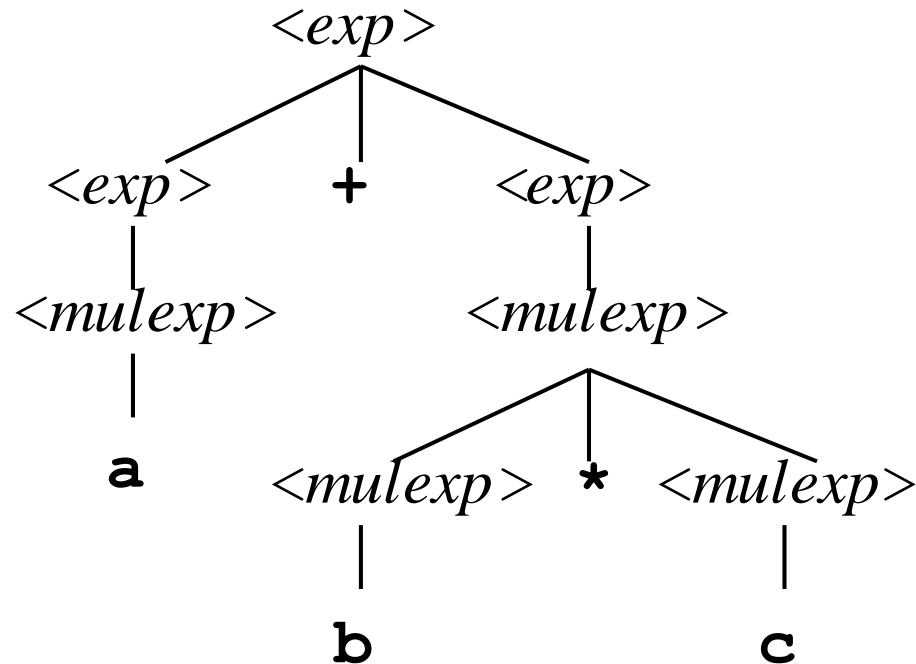 <exp>
<exp> + <exp>
<mulexp> <mulexp>
a <mulexp> * <mulexp>
b c